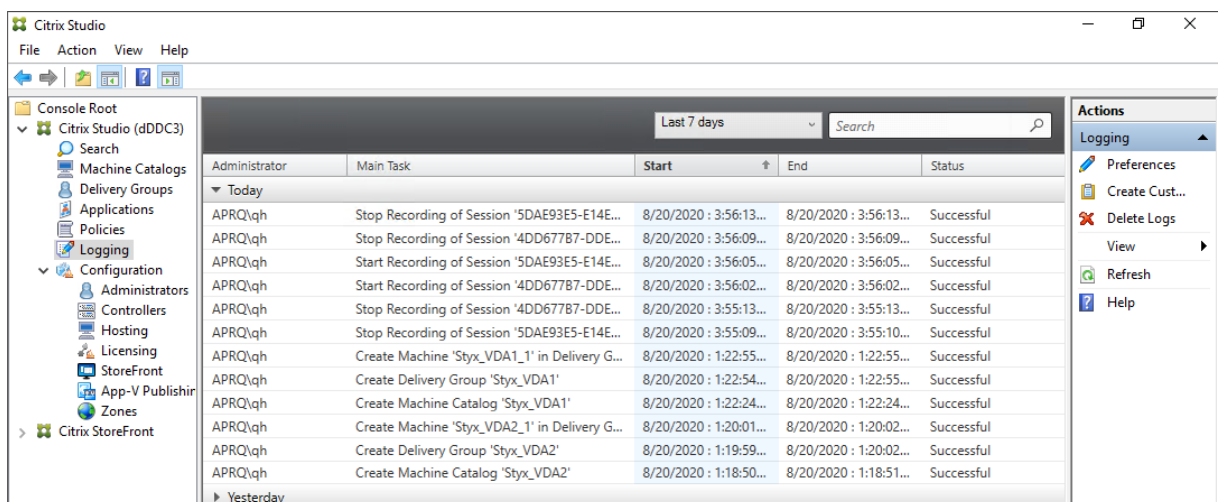 Citrix Studio
File Action View Help
Console Root
Citrix Studio (dDDC3)
Search
Machine Catalogs
Delivery Groups
Applications
Policies
Logging
Configuration
Administrators
Controllers
Hosting
Licensing
StoreFront
App-V Publishin
Zones
Citrix StoreFront
Last 7 days Search
Administrator Main Task Start End Status
Today
APRQ\qh Stop Recording of Session '5DAE93E5-E14E... 8/20/2020 : 3:56:13... 8/20/2020 : 3:56:13... Successful
APRQ\qh Stop Recording of Session '4DD677B7-DDE... 8/20/2020 : 3:56:09... 8/20/2020 : 3:56:09... Successful
APRQ\qh Start Recording of Session '5DAE93E5-E14E... 8/20/2020 : 3:56:05... 8/20/2020 : 3:56:05... Successful
APRQ\qh Start Recording of Session '4DD677B7-DDE... 8/20/2020 : 3:56:02... 8/20/2020 : 3:56:02... Successful
APRQ\qh Stop Recording of Session '4DD677B7-DDE... 8/20/2020 : 3:55:13... 8/20/2020 : 3:55:13... Successful
APRQ\qh Stop Recording of Session '5DAE93E5-E14E... 8/20/2020 : 3:55:09... 8/20/2020 : 3:55:10... Successful
APRQ\qh Create Machine 'Styx_VDA1_1' in Delivery G... 8/20/2020 : 1:22:55... 8/20/2020 : 1:22:55... Successful
APRQ\qh Create Delivery Group 'Styx_VDA1' 8/20/2020 : 1:22:54... 8/20/2020 : 1:22:55... Successful
APRQ\qh Create Machine Catalog 'Styx_VDA1' 8/20/2020 : 1:22:24... 8/20/2020 : 1:22:24... Successful
APRQ\qh Create Machine 'Styx_VDA2_1' in Delivery G... 8/20/2020 : 1:20:01... 8/20/2020 : 1:20:02... Successful
APRQ\qh Create Delivery Group 'Styx_VDA2' 8/20/2020 : 1:19:59... 8/20/2020 : 1:20:02... Successful
APRQ\qh Create Machine Catalog 'Styx_VDA2' 8/20/2020 : 1:18:50... 8/20/2020 : 1:18:51... Successful
Yesterday
Actions
Logging
Preferences
Create Cust...
Delete Logs
View
Refresh
Help